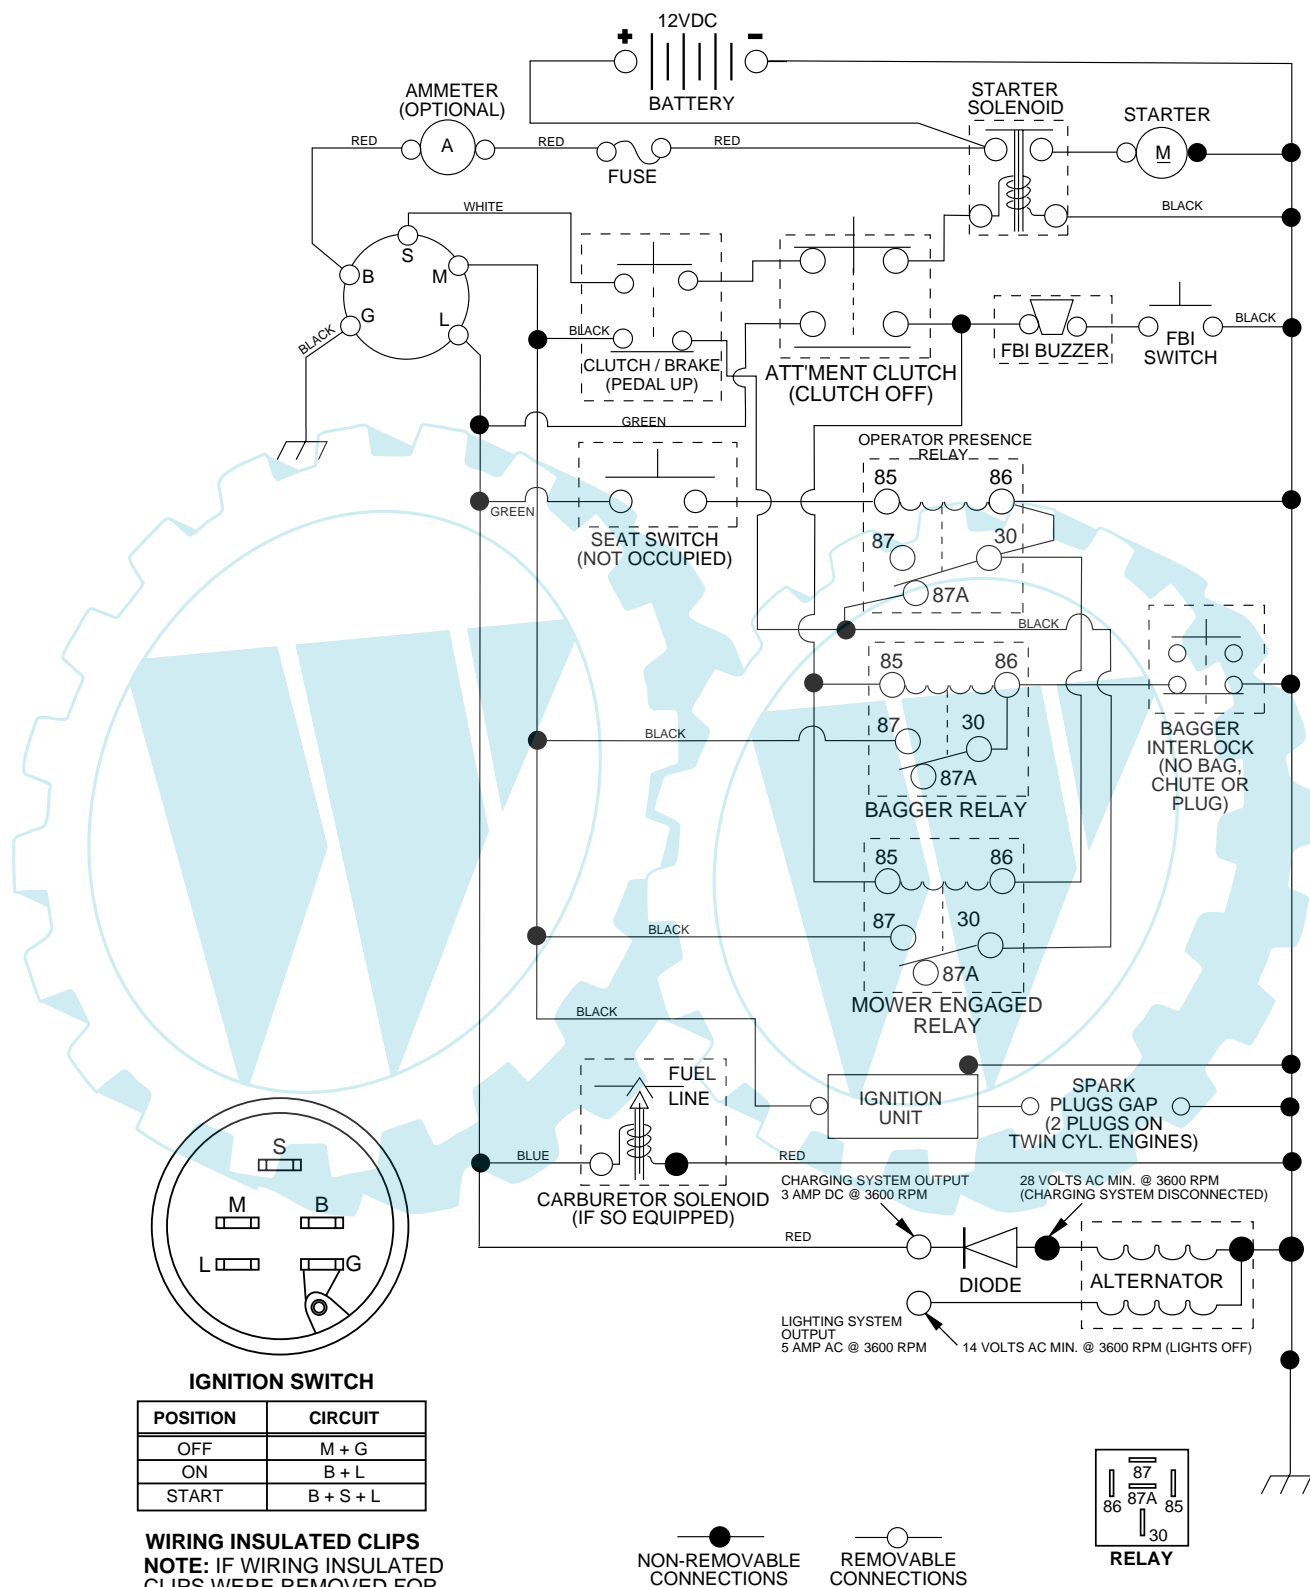 12VDC
+
-
BATTERY
AMMETER
(OPTIONAL)
STARTER
SOLENOID
STARTER
RED
A
RED
FUSE
RED
M
WHITE
BLACK
S
B
M
G
L
BLACK
BLACK
CLUTCH / BRAKE
(PEDAL UP)
ATT'MENT CLUTCH
(CLUTCH OFF)
FBI BUZZER
FBI
SWITCH
BLACK
GREEN
OPERATOR PRESENCE
RELAY
85
86
GREEN
SEAT SWITCH
(NOT OCCUPIED)
87
30
87A
BLACK
85
86
BLACK
87
30
87A
BAGGER RELAY
BAGGER
INTERLOCK
(NO BAG,
CHUTE OR
PLUG)
85
86
BLACK
87
30
87A
MOWER ENGAGED
RELAY
BLACK
FUEL
LINE
IGNITION
UNIT
SPARK
PLUGS GAP
(2 PLUGS ON
TWIN CYL. ENGINES)
BLUE
RED
CARBURETOR SOLENOID
(IF SO EQUIPPED)
CHARGING SYSTEM OUTPUT
3 AMP DC @ 3600 RPM
28 VOLTS AC MIN. @ 3600 RPM
(CHARGING SYSTEM DISCONNECTED)
RED
DIODE
ALTERNATOR
LIGHTING SYSTEM
OUTPUT
5 AMP AC @ 3600 RPM
14 VOLTS AC MIN. @ 3600 RPM (LIGHTS OFF)
S
M
B
L
G
IGNITION SWITCH
POSITION CIRCUIT
OFF M + G
ON B + L
START B + S + L
WIRING INSULATED CLIPS
NOTE: IF WIRING INSULATED
CLIPS WERE REMOVED FOR
NON-REMOVABLE
CONNECTIONS
REMOVABLE
CONNECTIONS
87
86
87A
85
30
RELAY